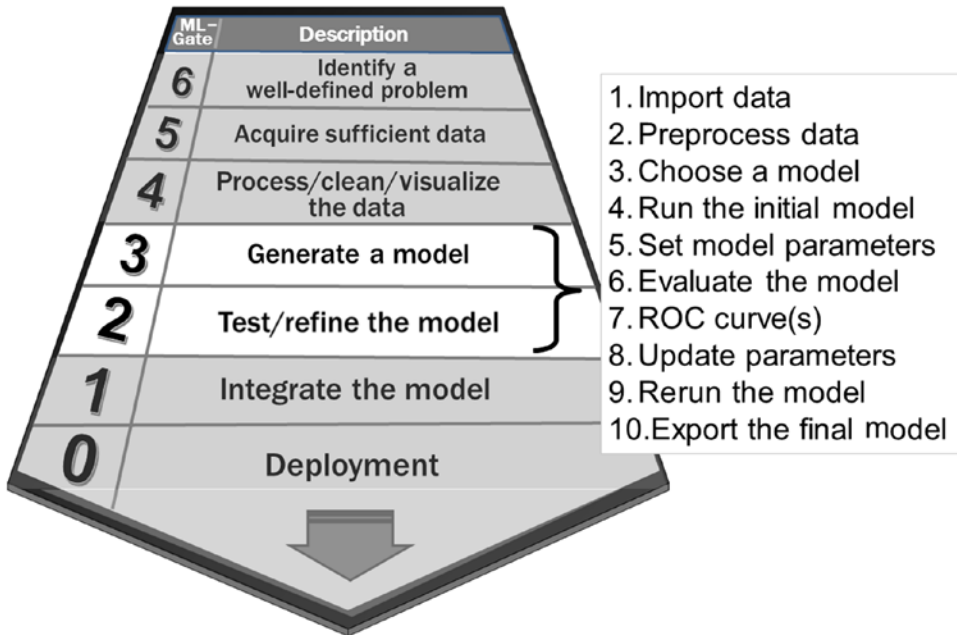 ML-
Gate
Description
6
Identify a
well-defined problem
5
Acquire sufficient data
4
Process/clean/visualize
the data
3
Generate a model
2
Test/refine the model
1
Integrate the model
0
Deployment
1. Import data
2. Preprocess data
3. Choose a model
4. Run the initial model
5. Set model parameters
6. Evaluate the model
7. ROC curve(s)
8. Update parameters
9. Rerun the model
10.Export the final model